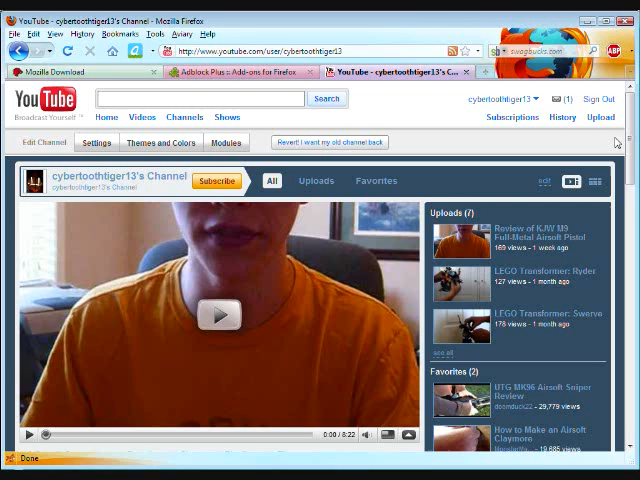 YouTube - cybertoothtiger13's Channel - Mozilla Firefox
File Edit View History Bookmarks Tools Aviary Help
http://www.youtube.com/user/cybertoothtiger13
swagbucks.com
ABP
Mozilla Download
Adblock Plus :: Add-ons for Firefox
YouTube - cybertoothtiger13's C...
YouTube
Broadcast Yourself ™
Search
cybertoothtiger13
(1)
Sign Out
Home Videos Channels Shows
Subscriptions History Upload
Edit Channel Settings Themes and Colors Modules
Revert! I want my old channel back
cybertoothtiger13's Channel
cybertoothtiger13's Channel
Subscribe
All Uploads Favorites
edit
Uploads (7)
Review of KJW M9
Full-Metal Airsoft Pistol
169 views - 1 week ago
LEGO Transformer: Ryder
127 views - 1 month ago
LEGO Transformer: Swerve
178 views - 1 month ago
see all
Favorites (2)
UTG MK96 Airsoft Sniper
Review
doomduck22 - 29,779 views
How to Make an Airsoft
Claymore
19,685 views
0:00 / 8:22
Done